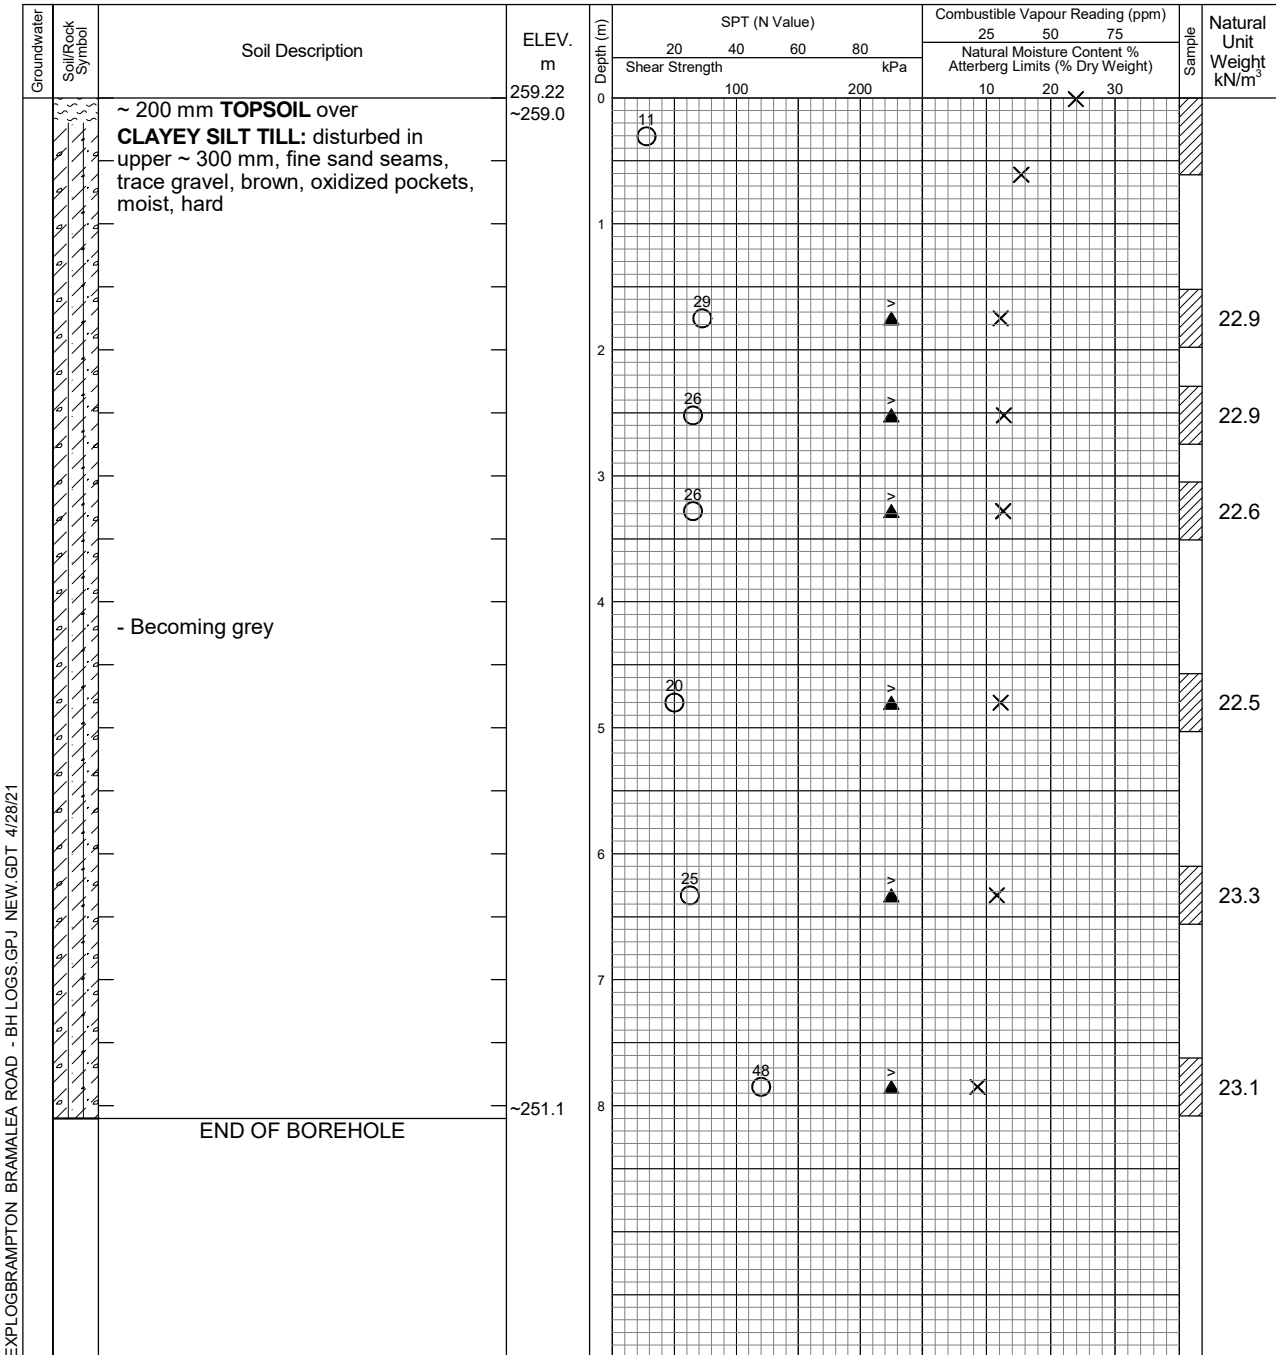 Groundwater
Soil/Rock
Symbol
Soil Description
ELEV.
m
Depth (m)
SPT (N Value)
20 40 60 80
Shear Strength kPa
100 200
Combustible Vapour Reading (ppm)
25 50 75
Natural Moisture Content %
Atterberg Limits (% Dry Weight)
10 20 30
Sample
Natural
Unit
Weight
kN/m3
259.22
0
~ 200 mm TOPSOIL over
~259.0
CLAYEY SILT TILL: disturbed in
upper ~ 300 mm, fine sand seams,
trace gravel, brown, oxidized pockets,
moist, hard
11
1
29 > 22.9
2
26 > 22.9
3
26 > 22.6
4
- Becoming grey
20 > 22.5
5
6
25 > 23.3
7
48 > 23.1
8
~251.1
END OF BOREHOLE
EXPLOGBRAMPTON BRAMALEA ROAD - BH LOGS.GPJ NEW.GDT 4/28/21